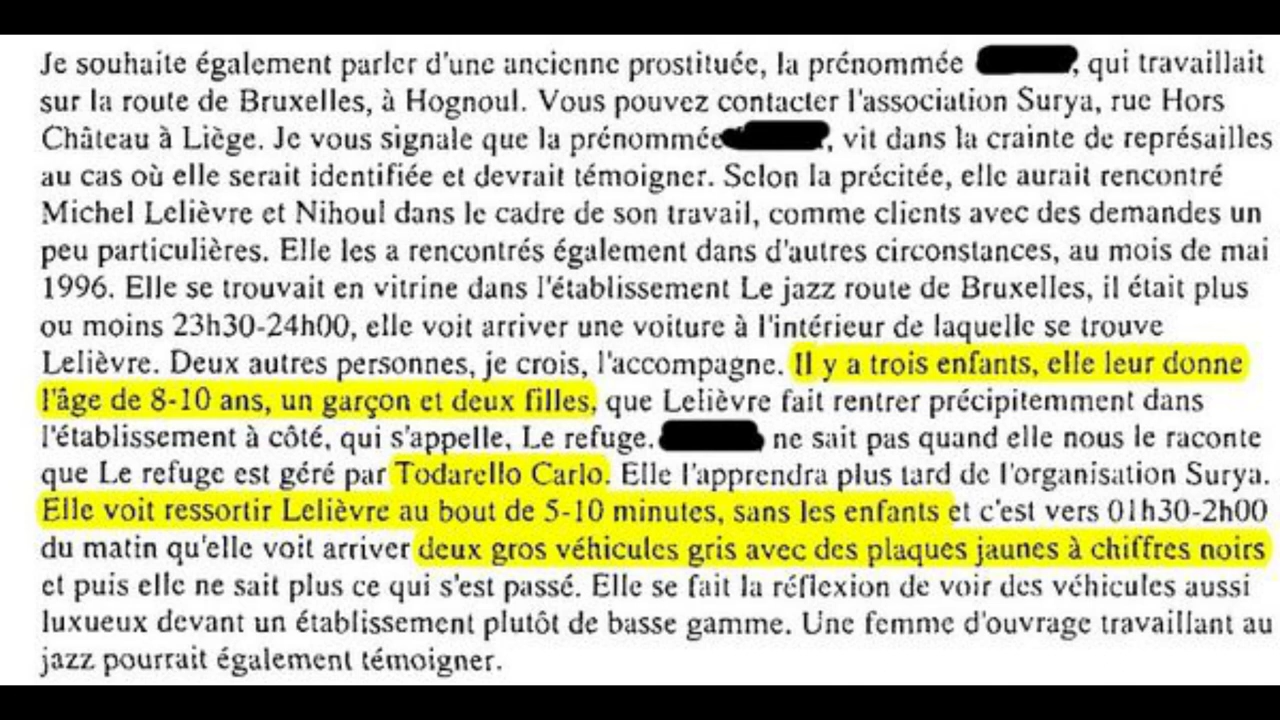 Je souhaite également parler d'une ancienne prostituée, la prénommée , qui travaillait
sur la route de Bruxelles, à Hognoul. Vous pouvez contacter l'association Surya, rue Hors
Château à Liège. Je vous signale que la prénommée , vit dans la crainte de représailles
au cas où elle serait identifiée et devrait témoigner. Selon la précitée, elle aurait rencontré
Michel Lelièvre et Nihoul dans le cadre de son travail, comme clients avec des demandes un
peu particulières. Elle les a rencontrés également dans d'autres circonstances, au mois de mai
1996. Elle se trouvait en vitrine dans l'établissement Le jazz route de Bruxelles, il était plus
ou moins 23h30-24h00, elle voit arriver une voiture à l'intérieur de laquelle se trouve
Lelièvre. Deux autres personnes, je crois, l'accompagne. Il y a trois enfants, elle leur donne
l'âge de 8-10 ans, un garçon et deux filles, que Lelièvre fait rentrer précipitemment dans
l'établissement à côté, qui s'appelle, Le refuge. ne sait pas quand elle nous le raconte
que Le refuge est géré par Todarello Carlo. Elle l'apprendra plus tard de l'organisation Surya.
Elle voit ressortir Lelièvre au bout de 5-10 minutes, sans les enfants et c'est vers 01h30-2h00
du matin qu'elle voit arriver deux gros véhicules gris avec des plaques jaunes à chiffres noirs
et puis elle ne sait plus ce qui s'est passé. Elle se fait la réflexion de voir des véhicules aussi
luxueux devant un établissement plutôt de basse gamme. Une femme d'ouvrage travaillant au
jazz pourrait également témoigner.